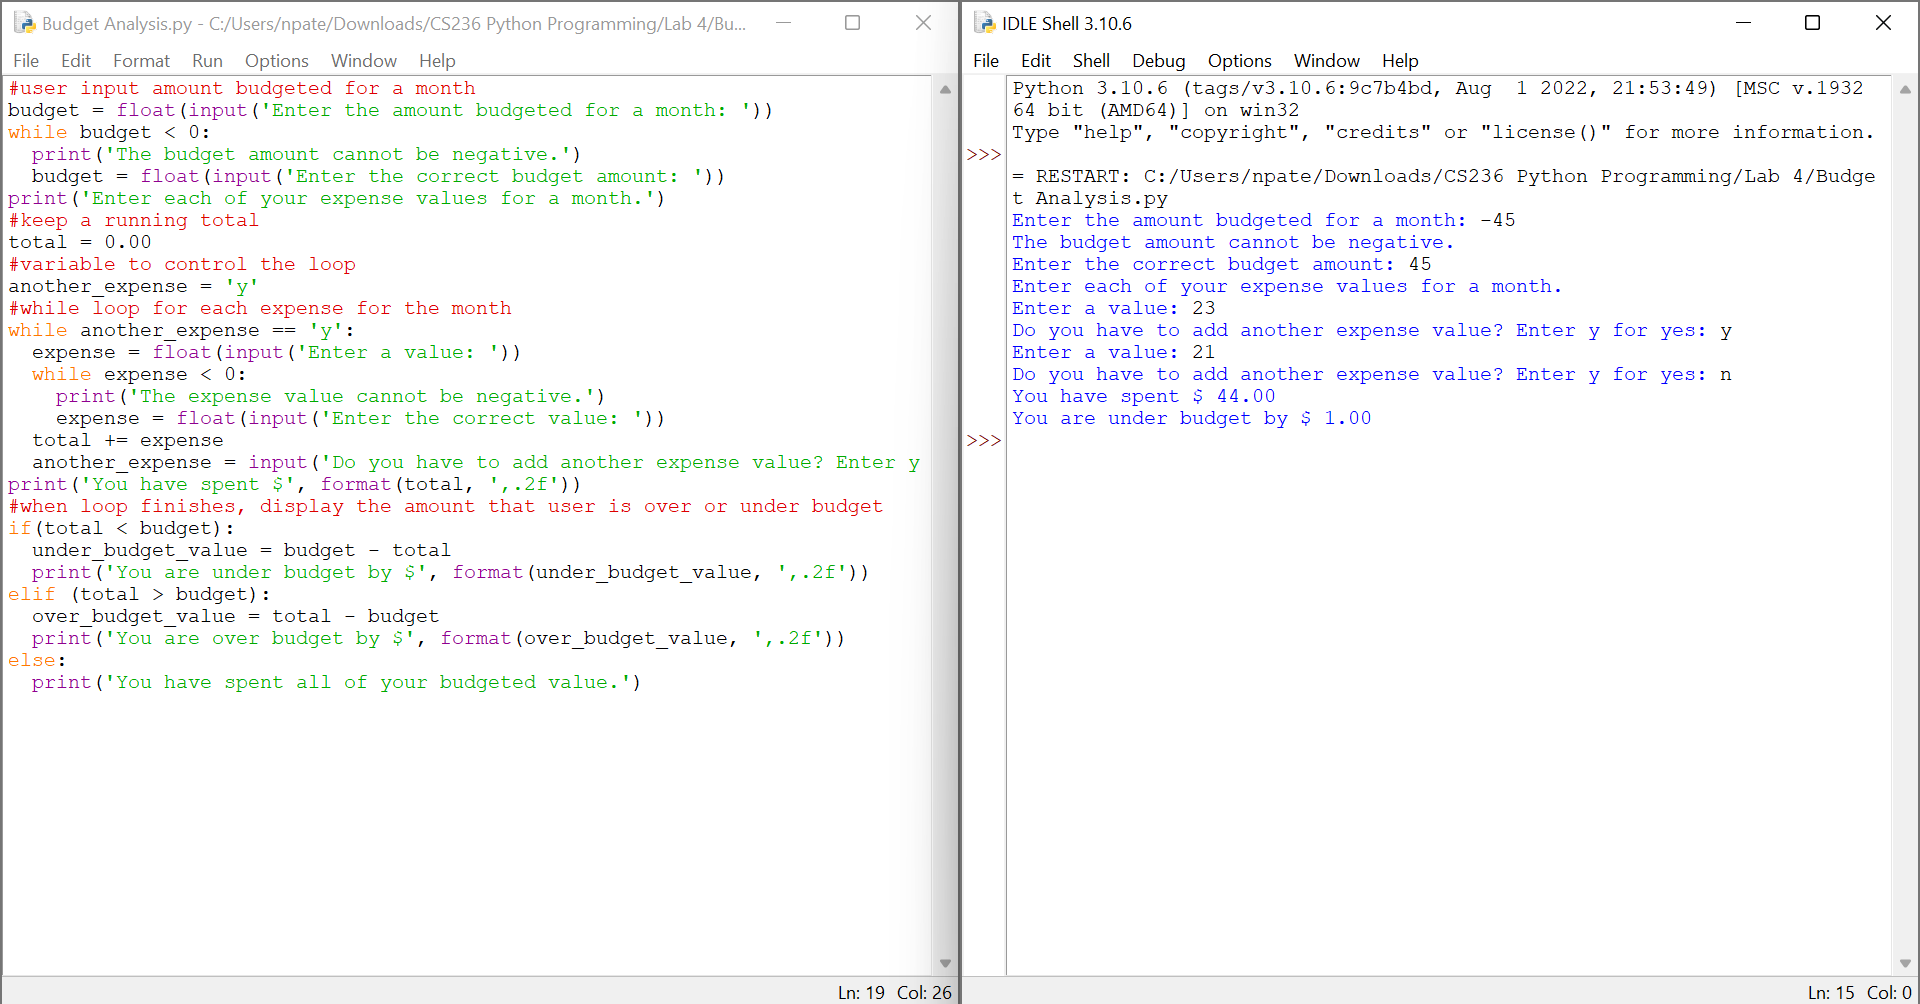 Budget Analysis.py - C:/Users/npate/Downloads/CS236 Python Programming/Lab 4/Bu...
File Edit Format Run Options Window Help
#user input amount budgeted for a month
budget = float(input('Enter the amount budgeted for a month: '))
while budget < 0:
  print('The budget amount cannot be negative.')
  budget = float(input('Enter the correct budget amount: '))
print('Enter each of your expense values for a month.')
#keep a running total
total = 0.00
#variable to control the loop
another_expense = 'y'
#while loop for each expense for the month
while another_expense == 'y':
  expense = float(input('Enter a value: '))
  while expense < 0:
    print('The expense value cannot be negative.')
    expense = float(input('Enter the correct value: '))
  total += expense
  another_expense = input('Do you have to add another expense value? Enter y
print('You have spent $', format(total, ',.2f'))
#when loop finishes, display the amount that user is over or under budget
if(total < budget):
  under_budget_value = budget - total
  print('You are under budget by $', format(under_budget_value, ',.2f'))
elif (total > budget):
  over_budget_value = total - budget
  print('You are over budget by $', format(over_budget_value, ',.2f'))
else:
  print('You have spent all of your budgeted value.')
Ln: 19 Col: 26
IDLE Shell 3.10.6
File Edit Shell Debug Options Window Help
Python 3.10.6 (tags/v3.10.6:9c7b4bd, Aug  1 2022, 21:53:49) [MSC v.1932
64 bit (AMD64)] on win32
Type "help", "copyright", "credits" or "license()" for more information.
>>>
= RESTART: C:/Users/npate/Downloads/CS236 Python Programming/Lab 4/Budge
t Analysis.py
Enter the amount budgeted for a month: -45
The budget amount cannot be negative.
Enter the correct budget amount: 45
Enter each of your expense values for a month.
Enter a value: 23
Do you have to add another expense value? Enter y for yes: y
Enter a value: 21
Do you have to add another expense value? Enter y for yes: n
You have spent $ 44.00
You are under budget by $ 1.00
>>>
Ln: 15 Col: 0